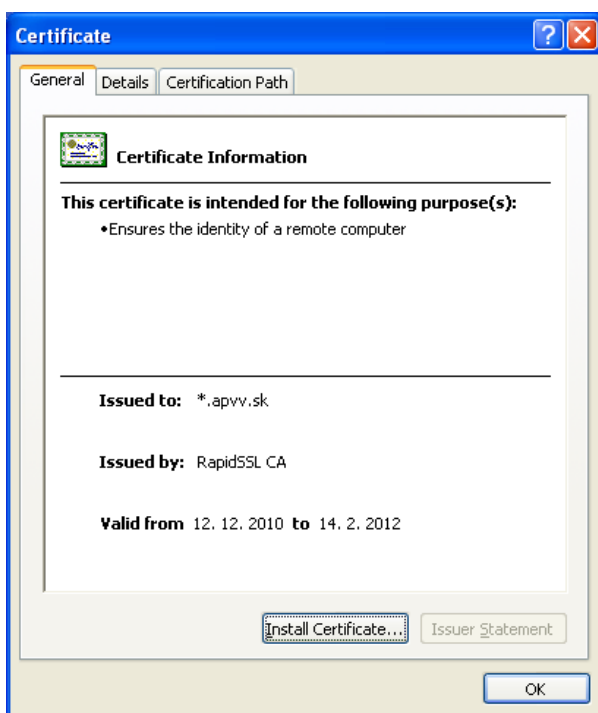 Certificate
General Details Certification Path
Certificate Information
This certificate is intended for the following purpose(s):
•Ensures the identity of a remote computer
Issued to: *.apvv.sk
Issued by: RapidSSL CA
Valid from 12. 12. 2010 to 14. 2. 2012
Install Certificate... Issuer Statement
OK